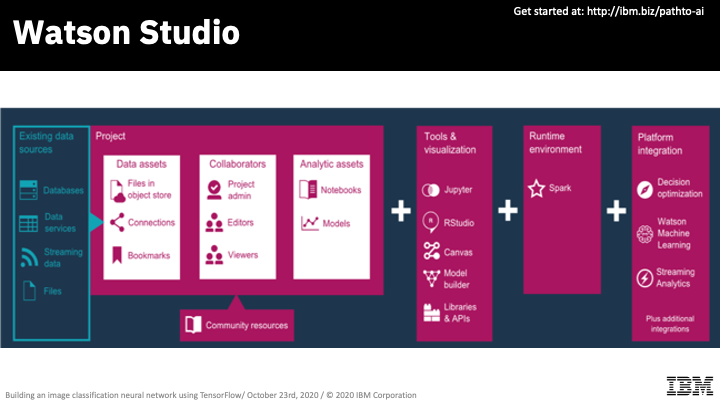 Get started at: http://ibm.biz/pathto-ai
Watson Studio
Existing data
sources
Databases
Data
services
Streaming
data
Files
Project
Data assets
Files in
object store
Connections
Bookmarks
Collaborators
Project
admin
Editors
Viewers
Analytic assets
Notebooks
Models
Community resources
+
Tools &
visualization
Jupyter
RStudio
Canvas
Model
builder
Libraries
& APIs
+
Runtime
environment
Spark
+
Platform
integration
Decision
optimization
Watson
Machine
Learning
Streaming
Analytics
Plus additional
integrations
Building an image classification neural network using TensorFlow/ October 23rd, 2020 / © 2020 IBM Corporation
IBM